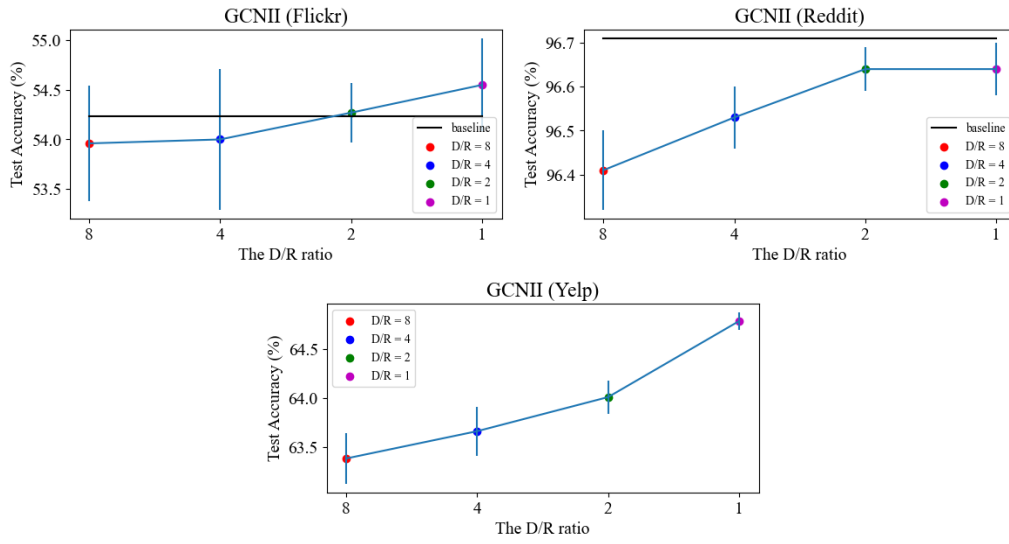 GCNII (Flickr)
55.0
54.5
54.0
53.5
Test Accuracy (%)
baseline
D/R = 8
D/R = 4
D/R = 2
D/R = 1
8 4 2 1
The D/R ratio
GCNII (Reddit)
96.7
96.6
96.5
96.4
Test Accuracy (%)
baseline
D/R = 8
D/R = 4
D/R = 2
D/R = 1
8 4 2 1
The D/R ratio
GCNII (Yelp)
D/R = 8
D/R = 4
D/R = 2
D/R = 1
64.5
64.0
63.5
Test Accuracy (%)
8 4 2 1
The D/R ratio